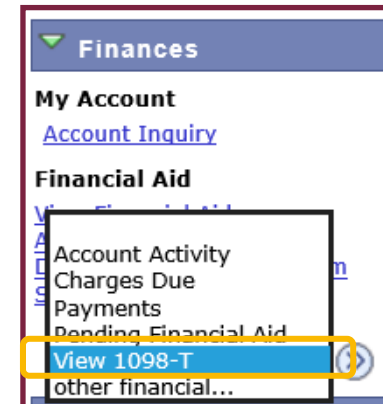 Finances
My Account
Account Inquiry
Financial Aid
Account Activity
Charges Due
Payments
Pending Financial Aid
View 1098-T
other financial...